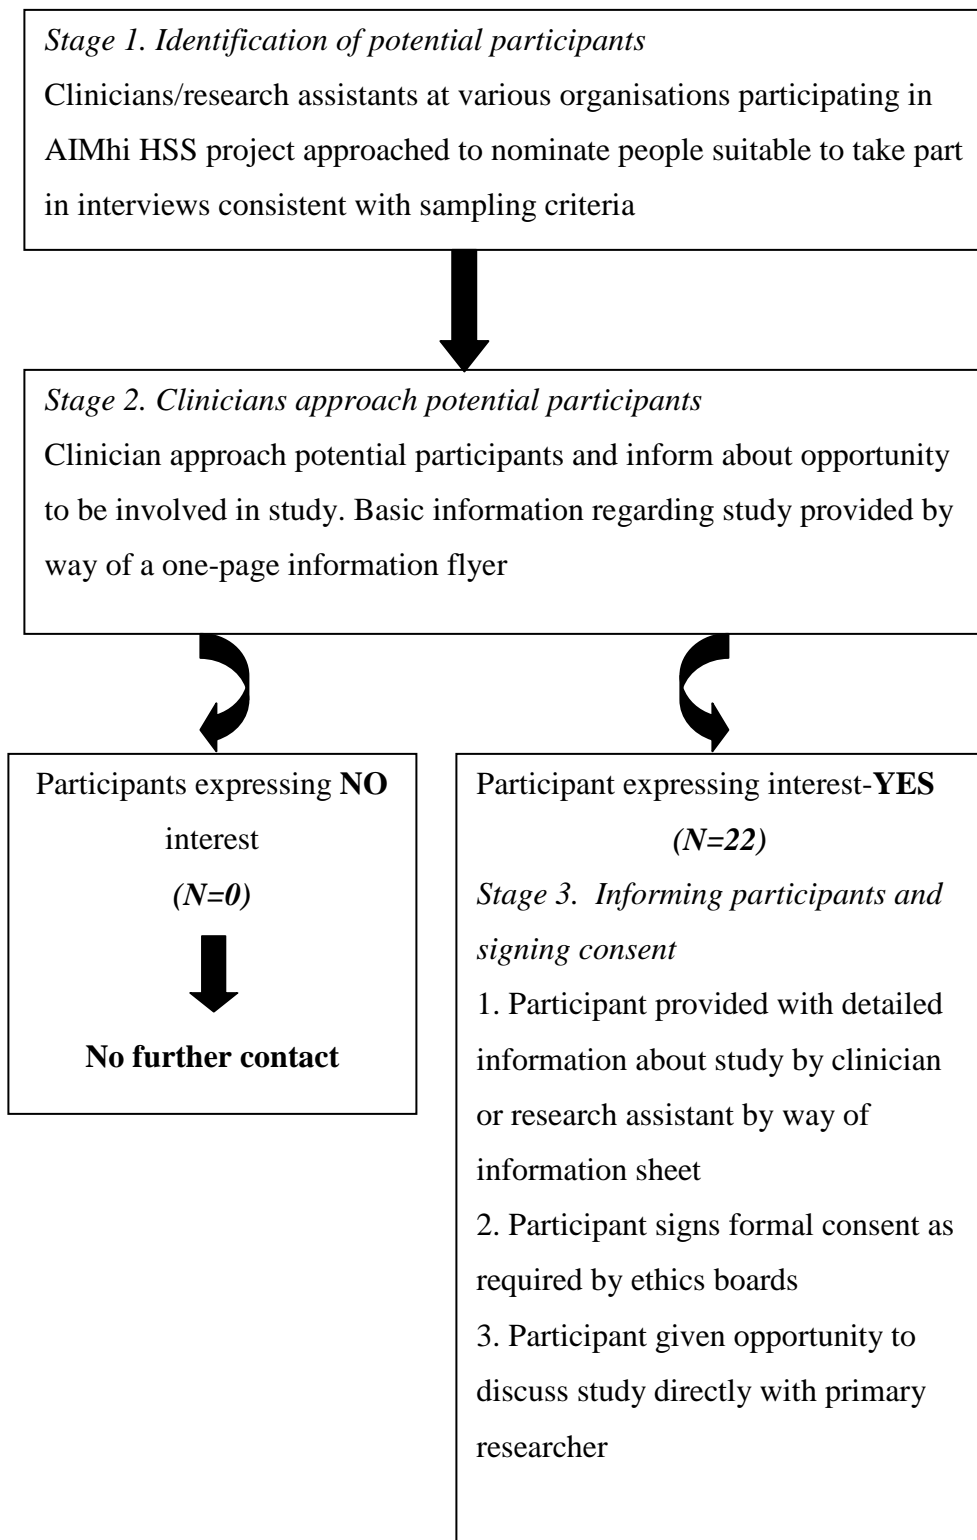 Stage 1. Identification of potential participants
Clinicians/research assistants at various organisations participating in
AIMhi HSS project approached to nominate people suitable to take part
in interviews consistent with sampling criteria
Stage 2. Clinicians approach potential participants
Clinician approach potential participants and inform about opportunity
to be involved in study. Basic information regarding study provided by
way of a one-page information flyer
Participants expressing NO
interest
(N=0)
No further contact
Participant expressing interest-YES
(N=22)
Stage 3. Informing participants and
signing consent
1. Participant provided with detailed
information about study by clinician
or research assistant by way of
information sheet
2. Participant signs formal consent as
required by ethics boards
3. Participant given opportunity to
discuss study directly with primary
researcher